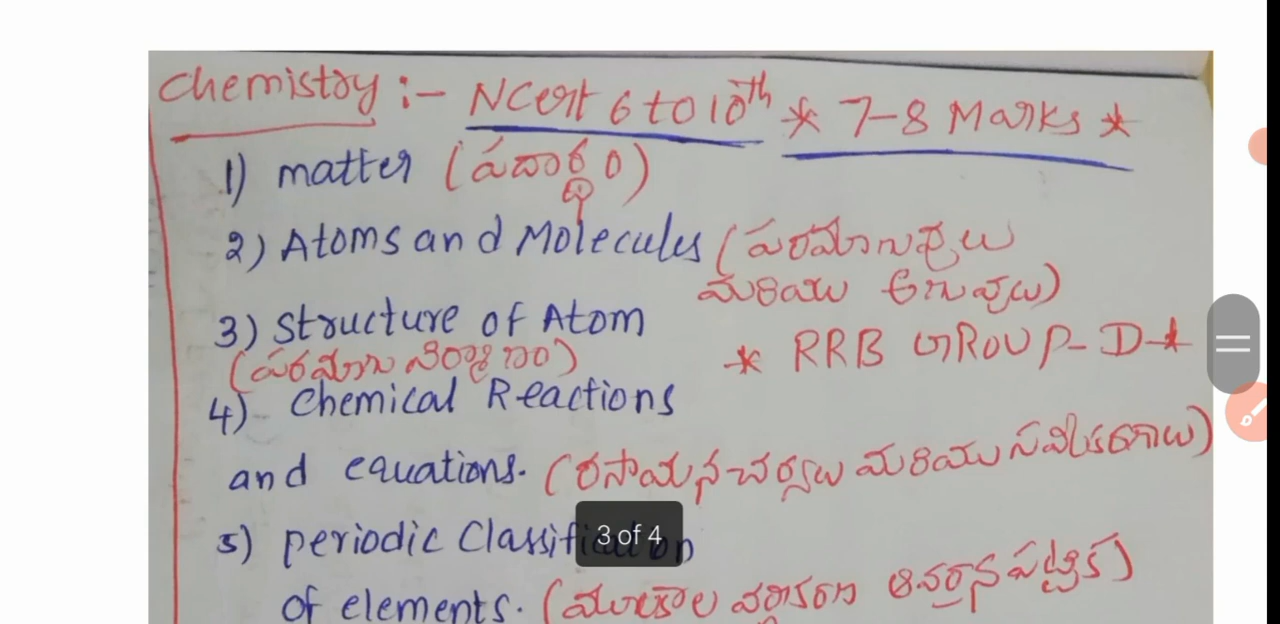 Chemistry :- NCert 6 to 10th * 7-8 Marks *
1) matter (పదార్థం)
2) Atoms and Molecules (పరమాణువులు
మరియు అణువులు)
3) Structure of Atom
(పరమాణు నిర్మాణం)
* RRB GROUP-D *
4) Chemical Reactions
and equations. (రసాయన చర్యలు మరియు సమీకరణాలు)
5) periodic Classification
3 of 4
of elements. (మూలకాల వర్గీకరణ ఆవర్తన పట్టిక)